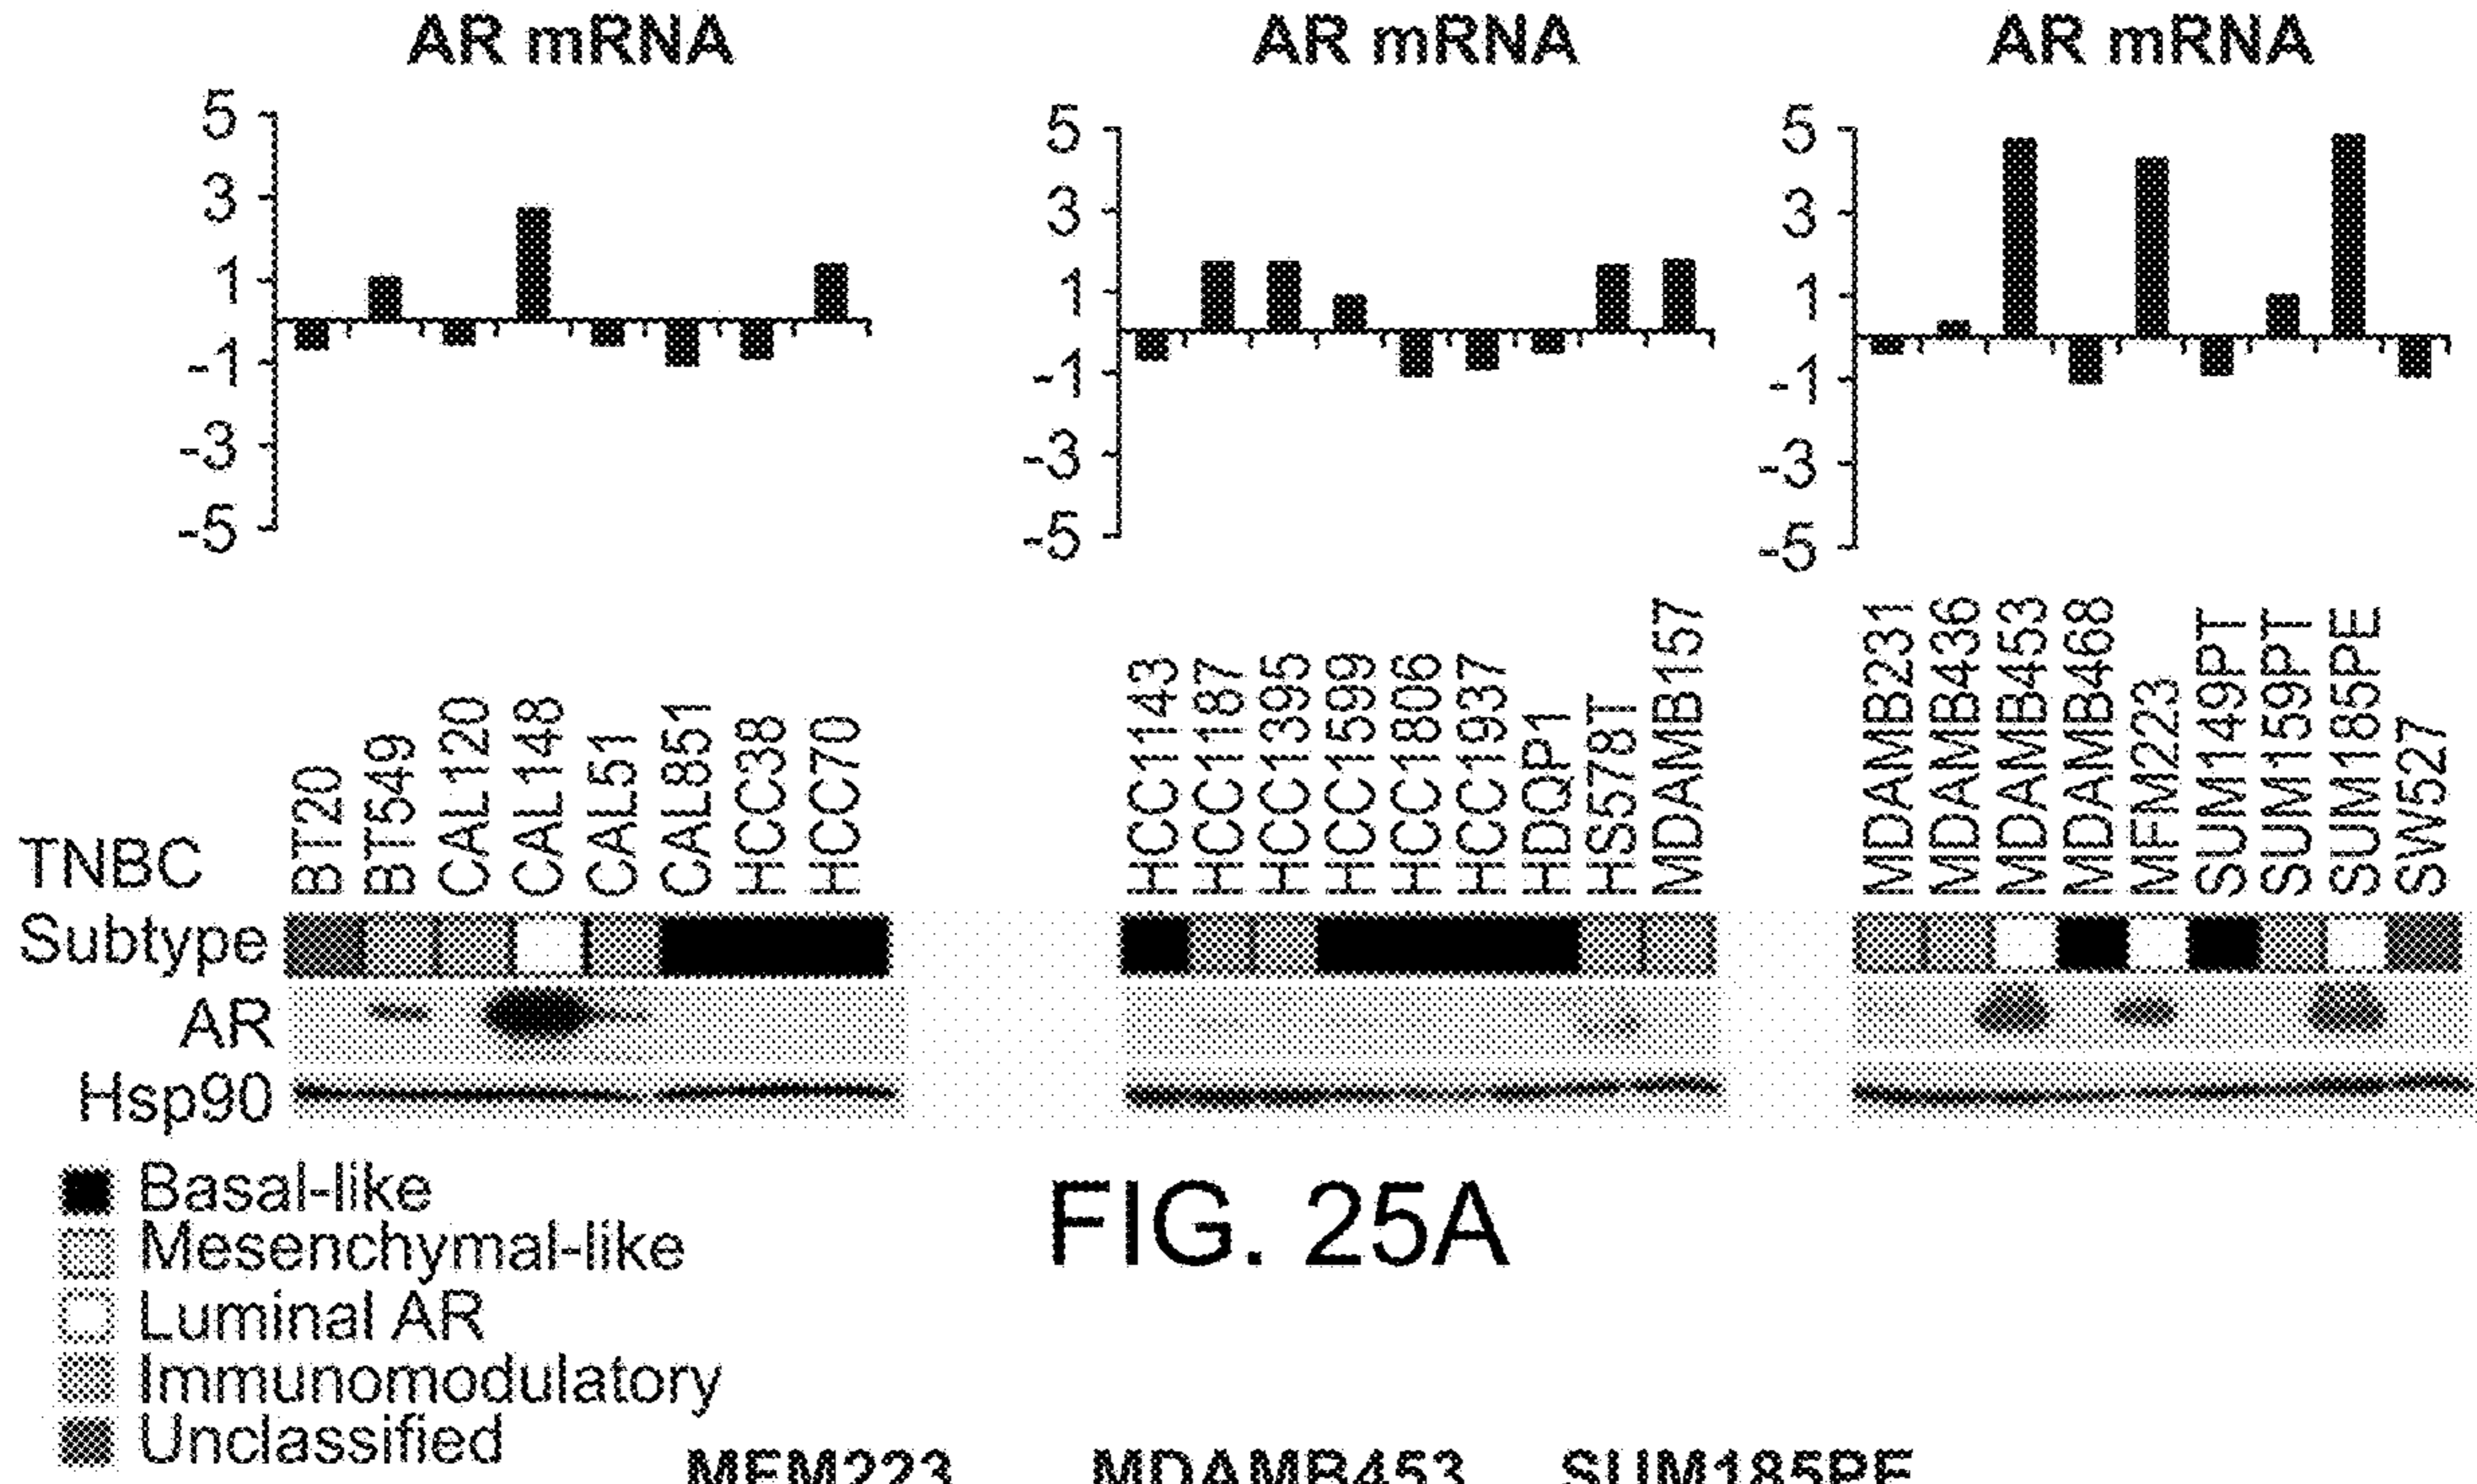 AR mRNA AR mRNA AR mRNA
5 5 5
3 3 3
1 1 1
-1 -1 -1
-3 -3 -3
-5 -5 -5
BT20 BT549 CAL120 CAL148 CAL51 CAL851 HCC38 HCC70
HCC1143 HCC1187 HCC1395 HCC1599 HCC1806 HCC1937 HDQP1 HS578T MDAMB157
MDAMB231 MDAMB436 MDAMB453 MDAMB468 MFM223 SUM149PT SUM159PT SUM185PE SW527
TNBC
Subtype
AR
Hsp90
Basal-like
Mesenchymal-like
Luminal AR
Immunomodulatory
Unclassified
FIG. 25A
MFM223 MDAMB453 SUM185PE